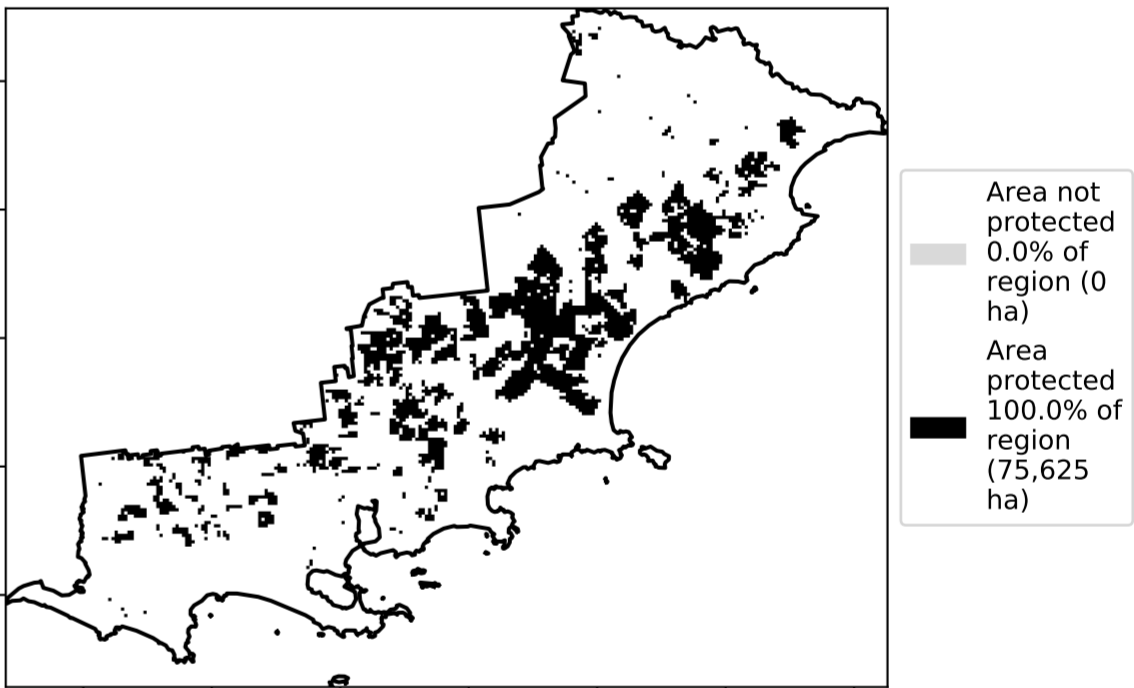 Area not
protected
0.0% of
region (0
ha)
Area
protected
100.0% of
region
(75,625
ha)